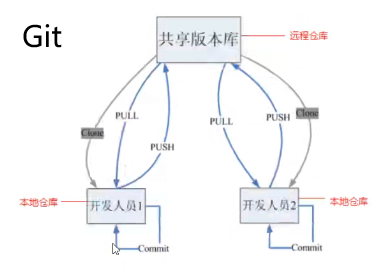 Git
共享版本库
远程仓库
Clone
PULL
PUSH
PULL
PUSH
Clone
本地仓库
开发人员1
开发人员2
本地仓库
Commit
Commit